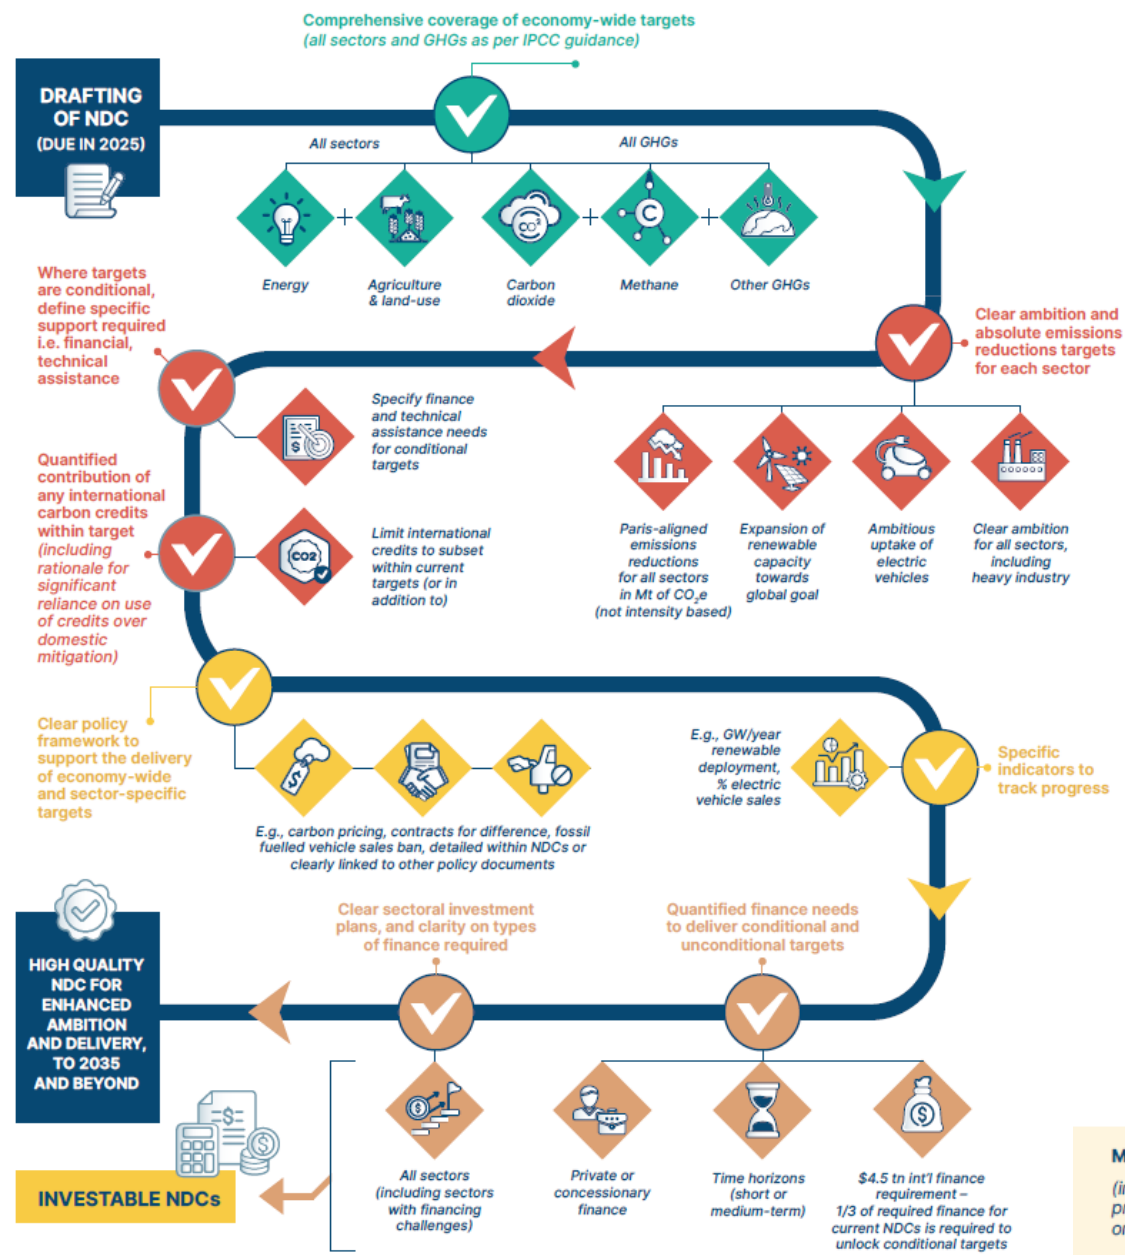 Comprehensive coverage of economy-wide targets
(all sectors and GHGs as per IPCC guidance)
DRAFTING
OF NDC
(DUE IN 2025)
All sectors
All GHGs
CO2
C
Energy
Agriculture
& land-use
Carbon
dioxide
Methane
Other GHGs
Clear ambition and
absolute emissions
reductions targets
for each sector
Paris-aligned
emissions
reductions
for all sectors
in Mt of CO₂e
(not intensity based)
Expansion of
renewable
capacity
towards
global goal
Ambitious
uptake of
electric
vehicles
Clear ambition
for all sectors,
including
heavy industry
Where targets
are conditional,
define specific
support required
i.e. financial,
technical
assistance
$
Specify finance
and technical
assistance needs
for conditional
targets
Quantified
contribution of
any international
carbon credits
within target
(including
rationale for
significant
reliance on use
of credits over
domestic
mitigation)
CO2
Limit international
credits to subset
within current
targets (or in
addition to)
Clear policy
framework to
support the delivery
of economy-wide
and sector-specific
targets
$
E.g., carbon pricing, contracts for difference, fossil
fuelled vehicle sales ban, detailed within NDCs or
clearly linked to other policy documents
E.g., GW/year
renewable
deployment,
% electric
vehicle sales
Specific
indicators to
track progress
Quantified finance needs
to deliver conditional and
unconditional targets
Private or
concessionary
finance
Time horizons
(short or
medium-term)
$
$4.5 tn int'l finance
requirement –
1/3 of required finance for
current NDCs is required to
unlock conditional targets
Clear sectoral investment
plans, and clarity on types
of finance required
$
All sectors
(including sectors
with financing
challenges)
HIGH QUALITY
NDC FOR
ENHANCED
AMBITION
AND DELIVERY,
TO 2035
AND BEYOND
$
$
INVESTABLE NDCs
M
(i
p
o